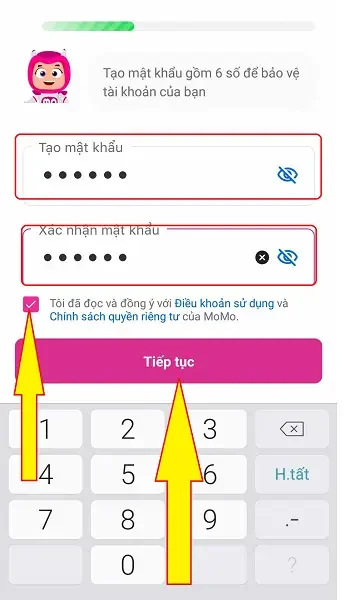 Tạo mật khẩu gồm 6 số để bảo vệ
tài khoản của bạn
Tạo mật khẩu
Xác nhận mật khẩu
Tôi đã đọc và đồng ý với Điều khoản sử dụng và
Chính sách quyền riêng tư của MoMo.
Tiếp tục
1 2 3
4 5 6 H.tất
7 8 9 .-
0 ?